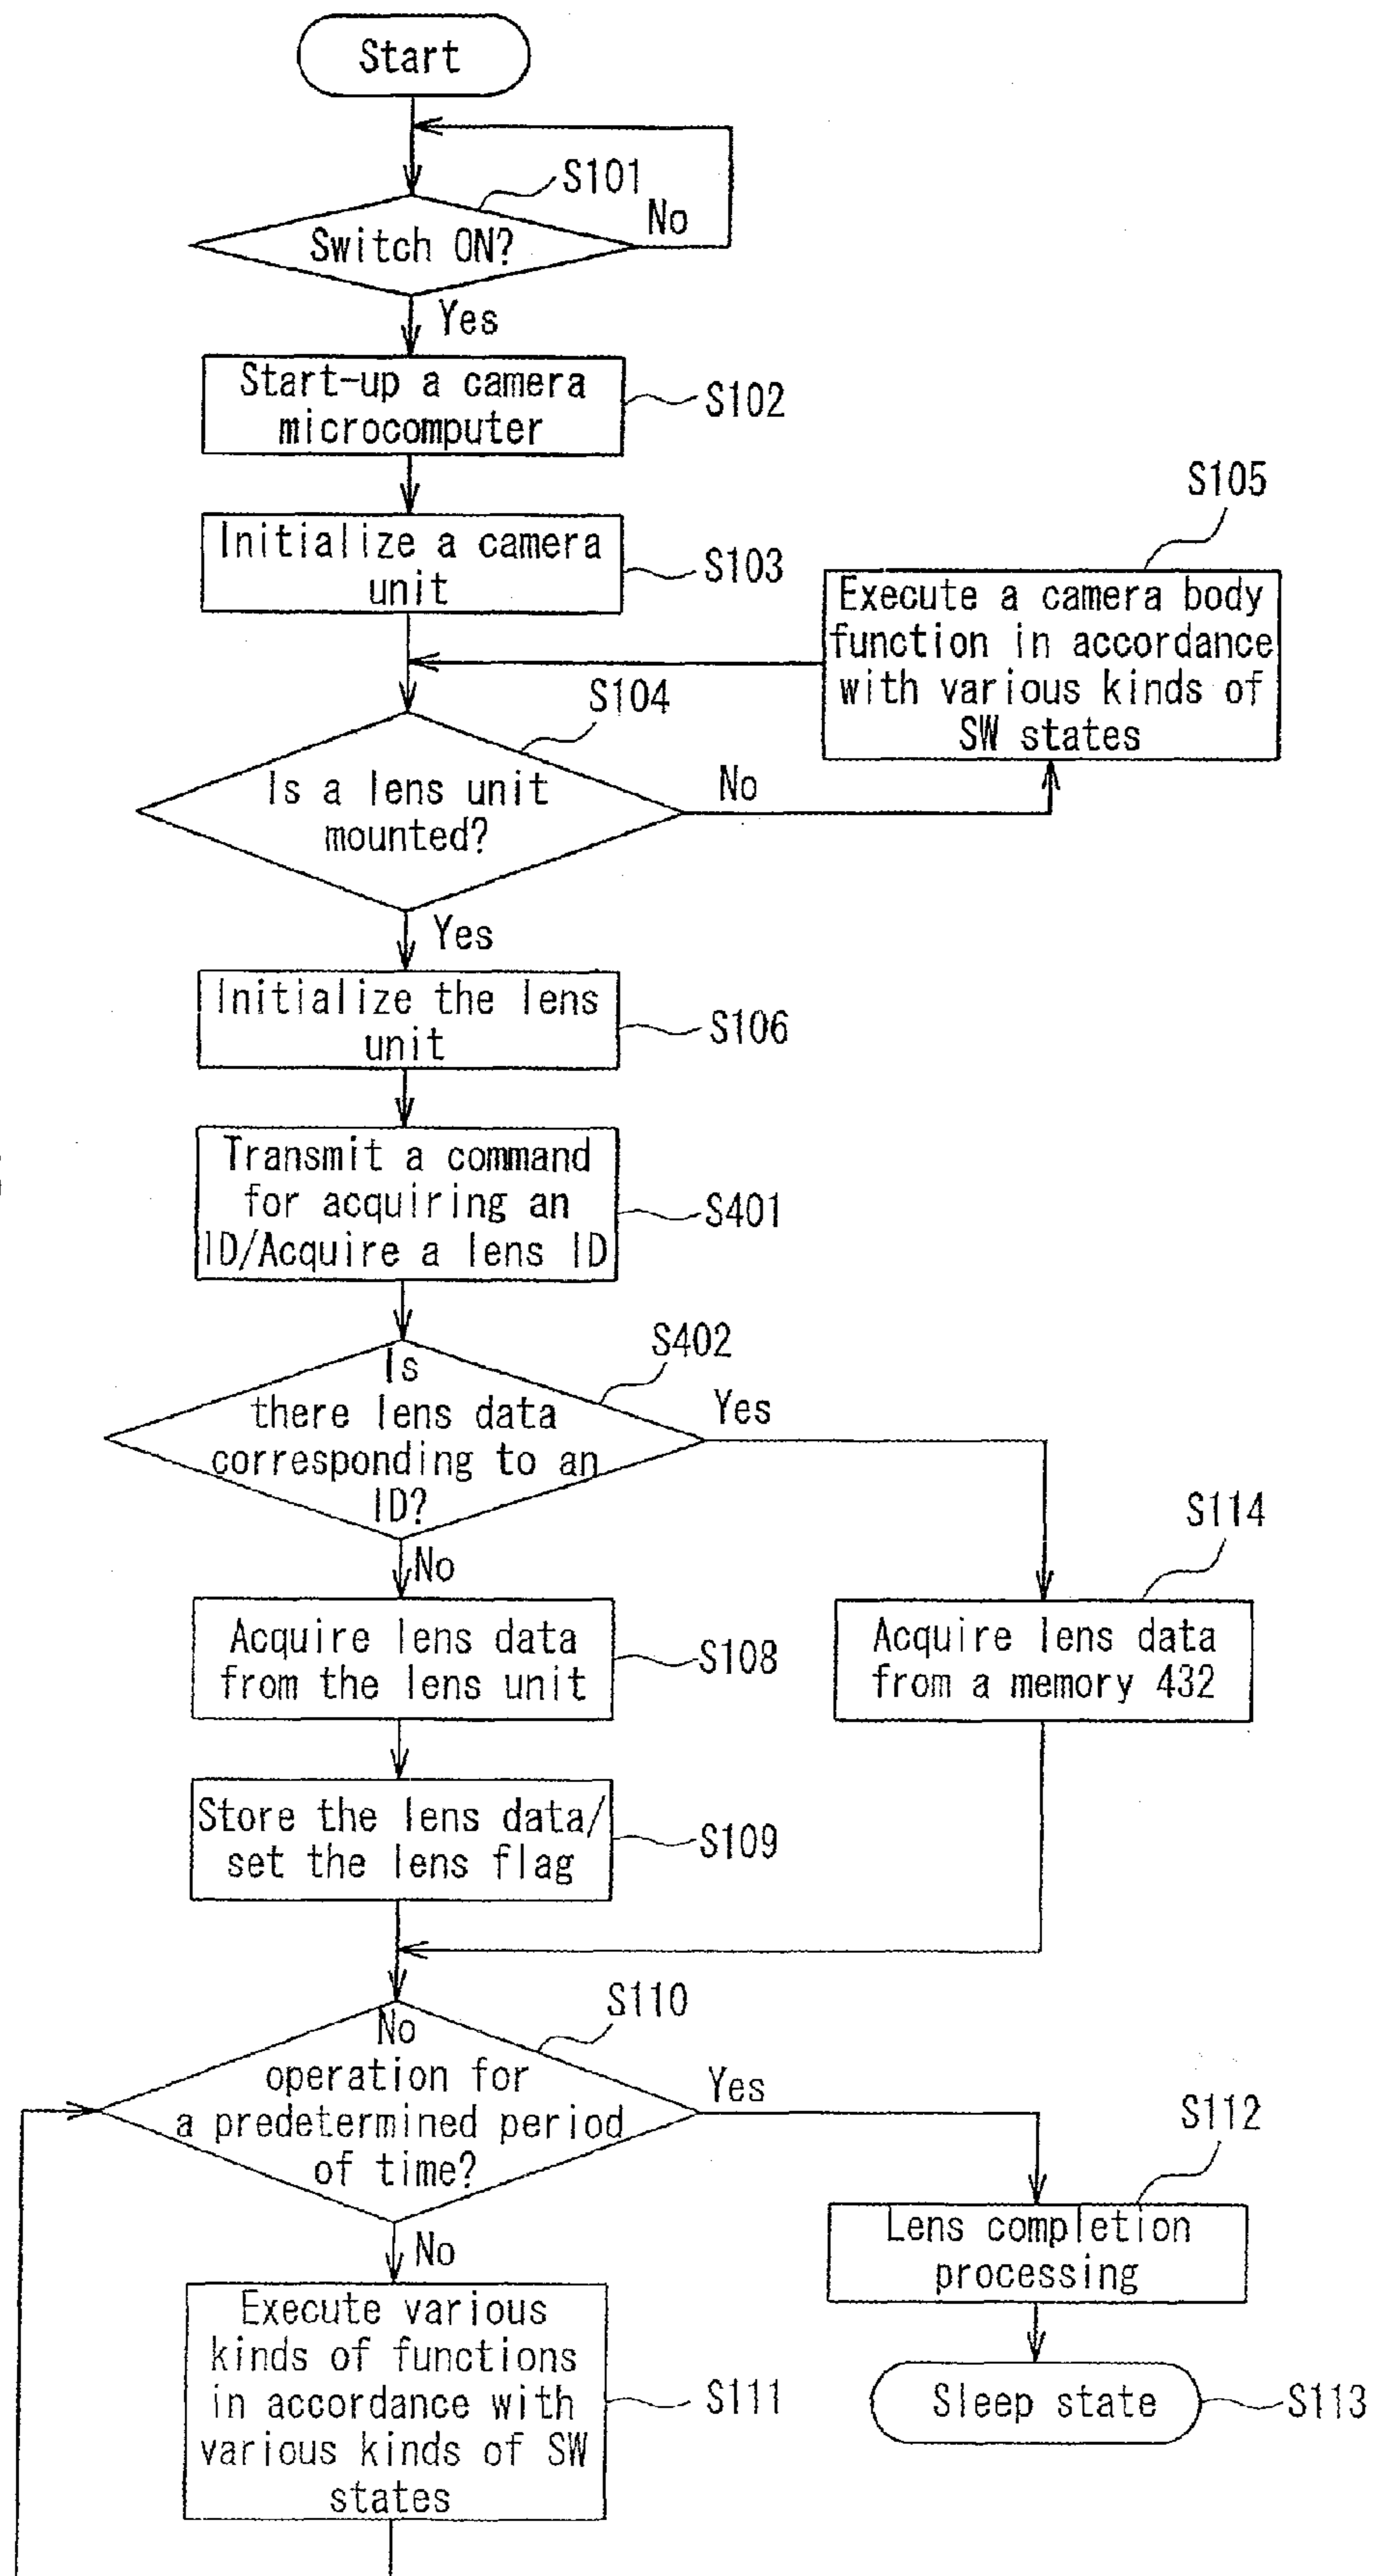 Start
S101
No
Switch ON?
Yes
Start-up a camera
microcomputer
S102
Initialize a camera
unit
S103
S105
Execute a camera body
function in accordance
with various kinds of
SW states
S104
Is a lens unit
mounted?
No
Yes
Initialize the lens
unit
S106
Transmit a command
for acquiring an
ID/Acquire a lens ID
S401
S402
Is
there lens data
corresponding to an
ID?
Yes
No
S114
Acquire lens data
from the lens unit
S108
Acquire lens data
from a memory 432
Store the lens data/
set the lens flag
S109
S110
No
operation for
a predetermined period
of time?
Yes
No
S112
Lens completion
processing
Execute various
kinds of functions
in accordance with
various kinds of SW
states
S111
Sleep state
S113